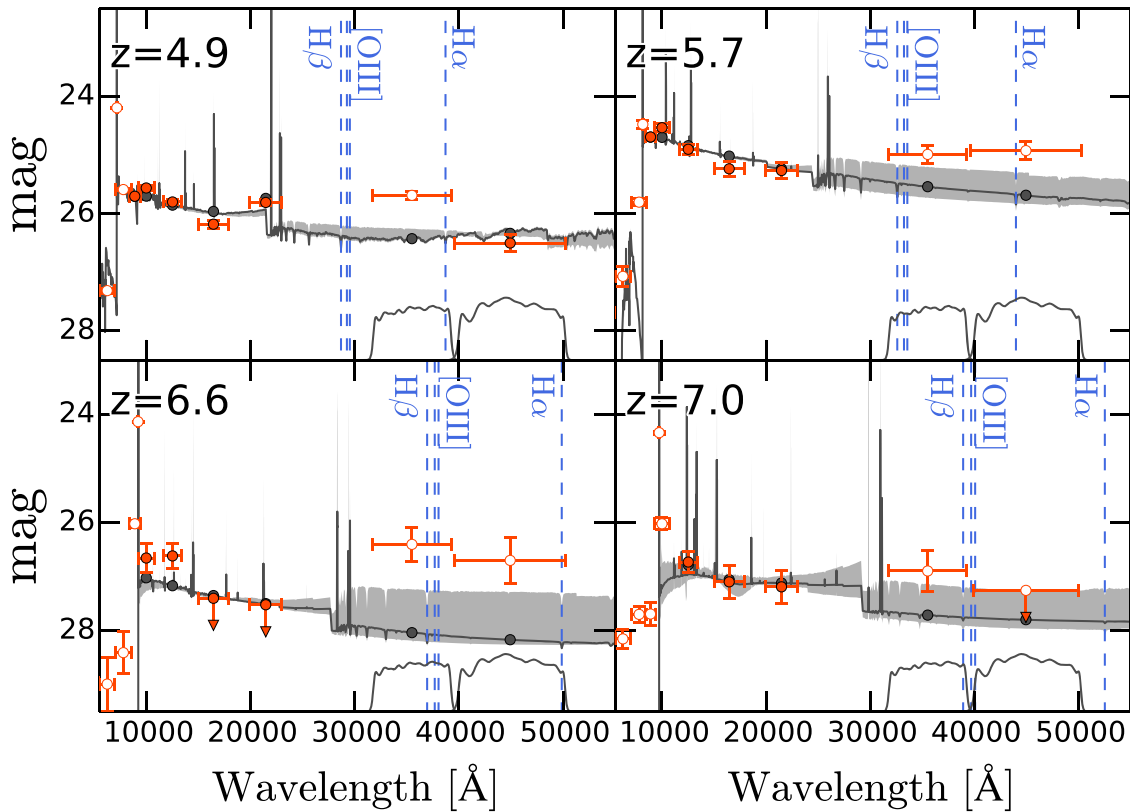 z=4.9
Hβ
[OIII]
Hα
z=5.7
Hβ
[OIII]
Hα
mag
24
26
28
z=6.6
Hβ
[OIII]
Hα
z=7.0
Hβ
[OIII]
Hα
mag
24
26
28
10000 20000 30000 40000 50000
10000 20000 30000 40000 50000
Wavelength [Å]
Wavelength [Å]